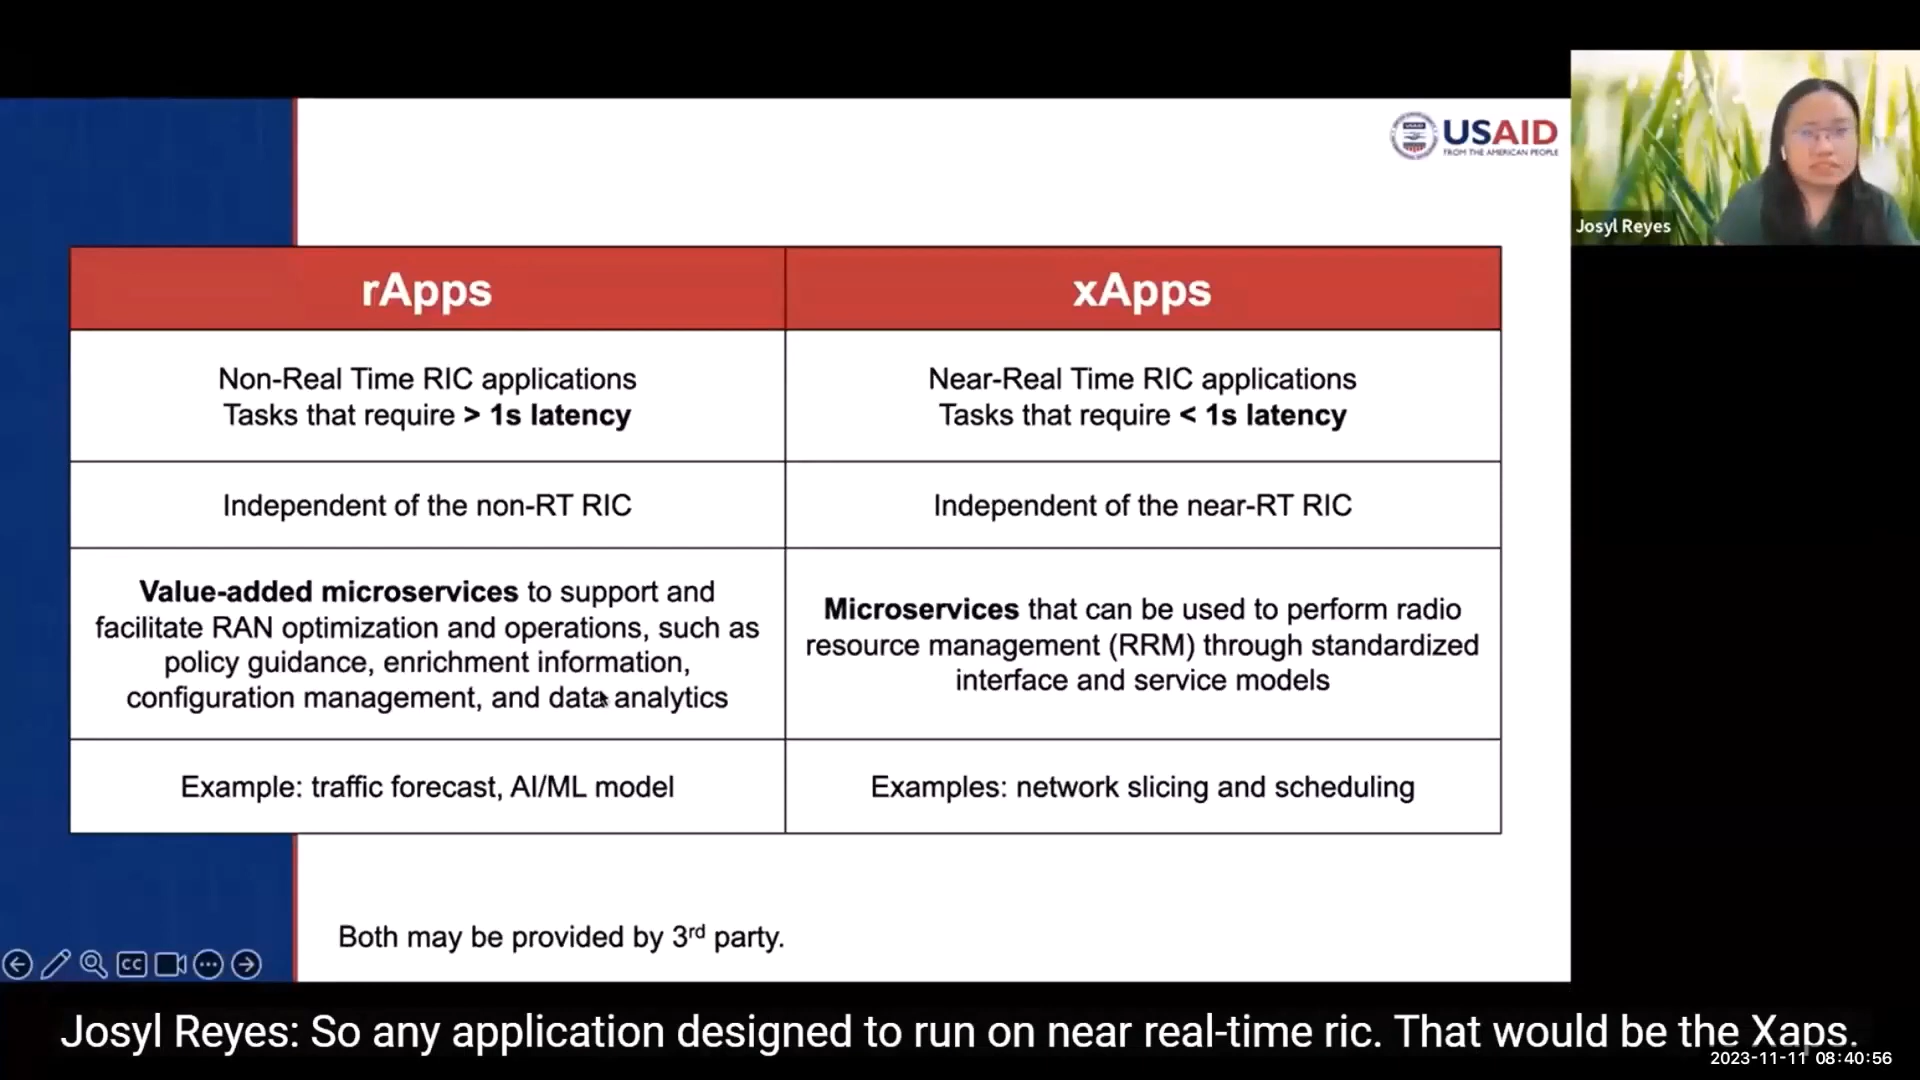 USAID
FROM THE AMERICAN PEOPLE
Josyl Reyes
rApps
xApps
Non-Real Time RIC applications
Tasks that require > 1s latency
Near-Real Time RIC applications
Tasks that require < 1s latency
Independent of the non-RT RIC
Independent of the near-RT RIC
Value-added microservices to support and
facilitate RAN optimization and operations, such as
policy guidance, enrichment information,
configuration management, and data analytics
Microservices that can be used to perform radio
resource management (RRM) through standardized
interface and service models
Example: traffic forecast, AI/ML model
Examples: network slicing and scheduling
Both may be provided by 3rd party.
CC
Josyl Reyes: So any application designed to run on near real-time ric. That would be the Xaps.
2023-11-11 08:40:56